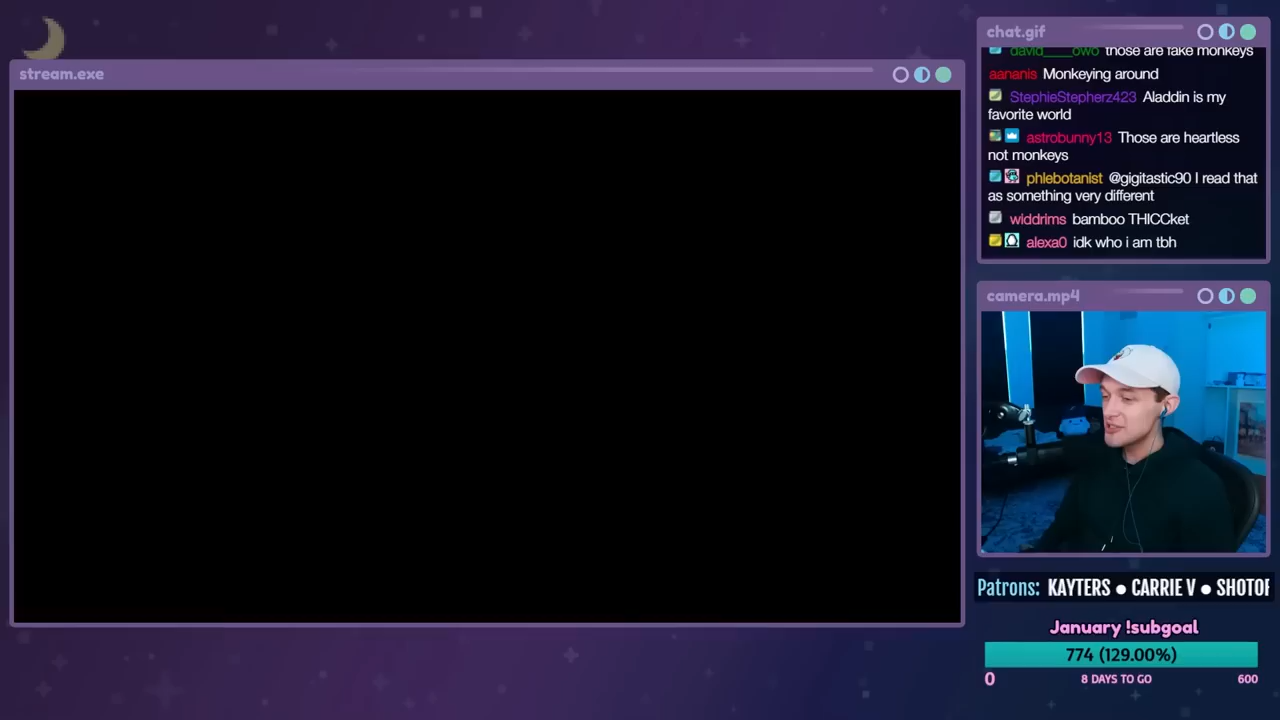 chat.gif
david____owo those are fake monkeys
aananis Monkeying around
StephieStepherz423 Aladdin is my
favorite world
astrobunny13 Those are heartless
not monkeys
phlebotanist @gigitastic90 I read that
as something very different
widdrims bamboo THICCket
alexa0 idk who i am tbh
stream.exe
camera.mp4
Patrons: KAYTERS ● CARRIE V ● SHOTOF
January !subgoal
774 (129.00%)
0 8 DAYS TO GO 600